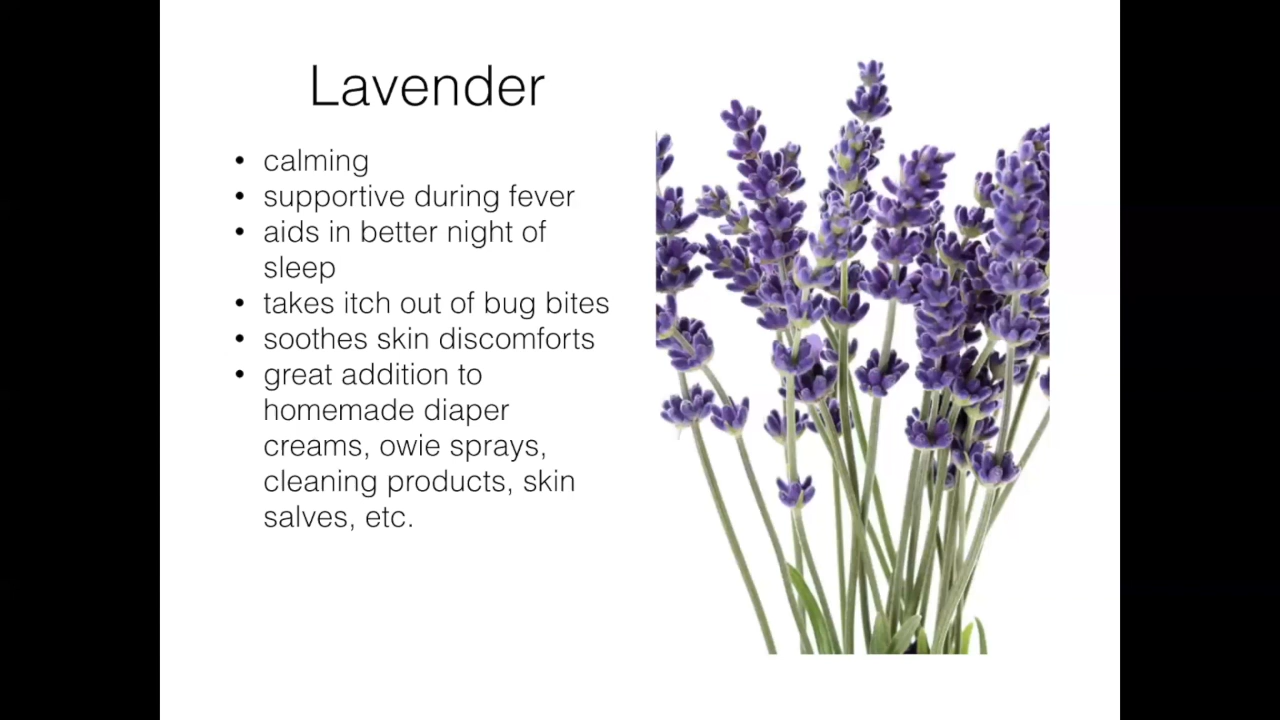 Lavender
• calming
• supportive during fever
• aids in better night of
sleep
• takes itch out of bug bites
• soothes skin discomforts
• great addition to
homemade diaper
creams, owie sprays,
cleaning products, skin
salves, etc.